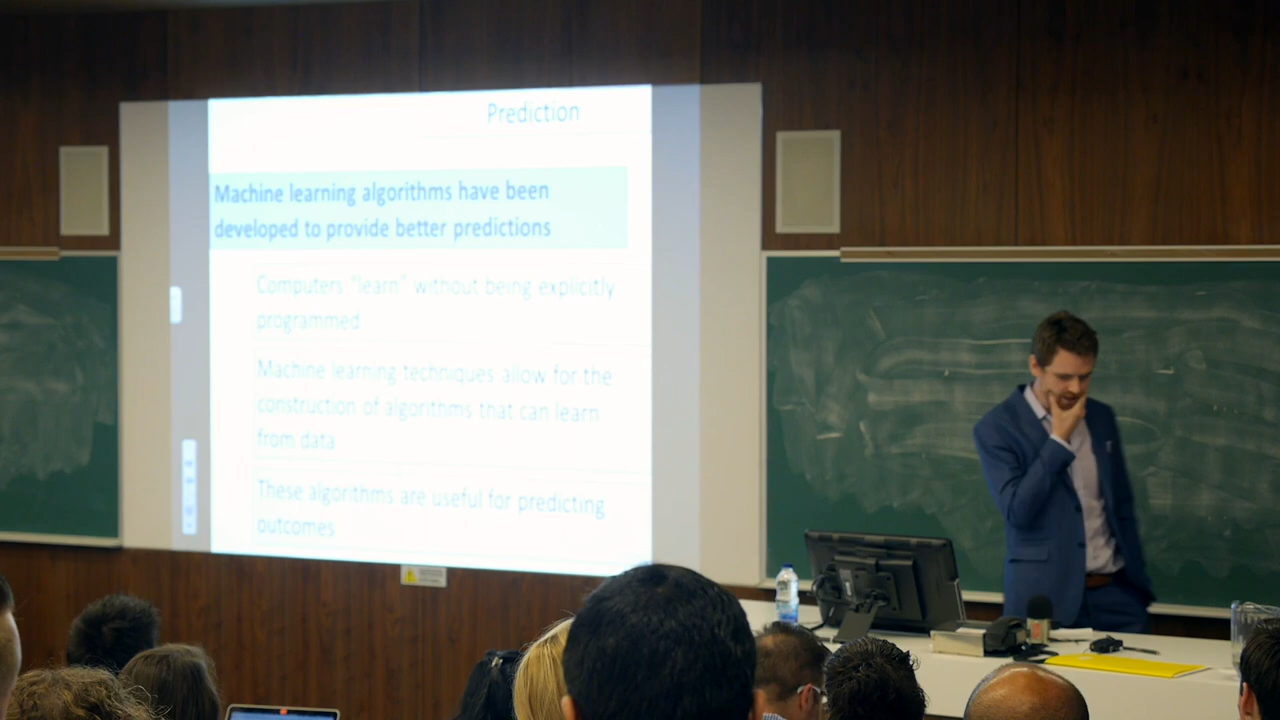 Prediction
Machine learning algorithms have been
developed to provide better predictions
Computers "learn" without being explicitly
programmed
Machine learning techniques allow for the
construction of algorithms that can learn
from data
These algorithms are useful for predicting
outcomes